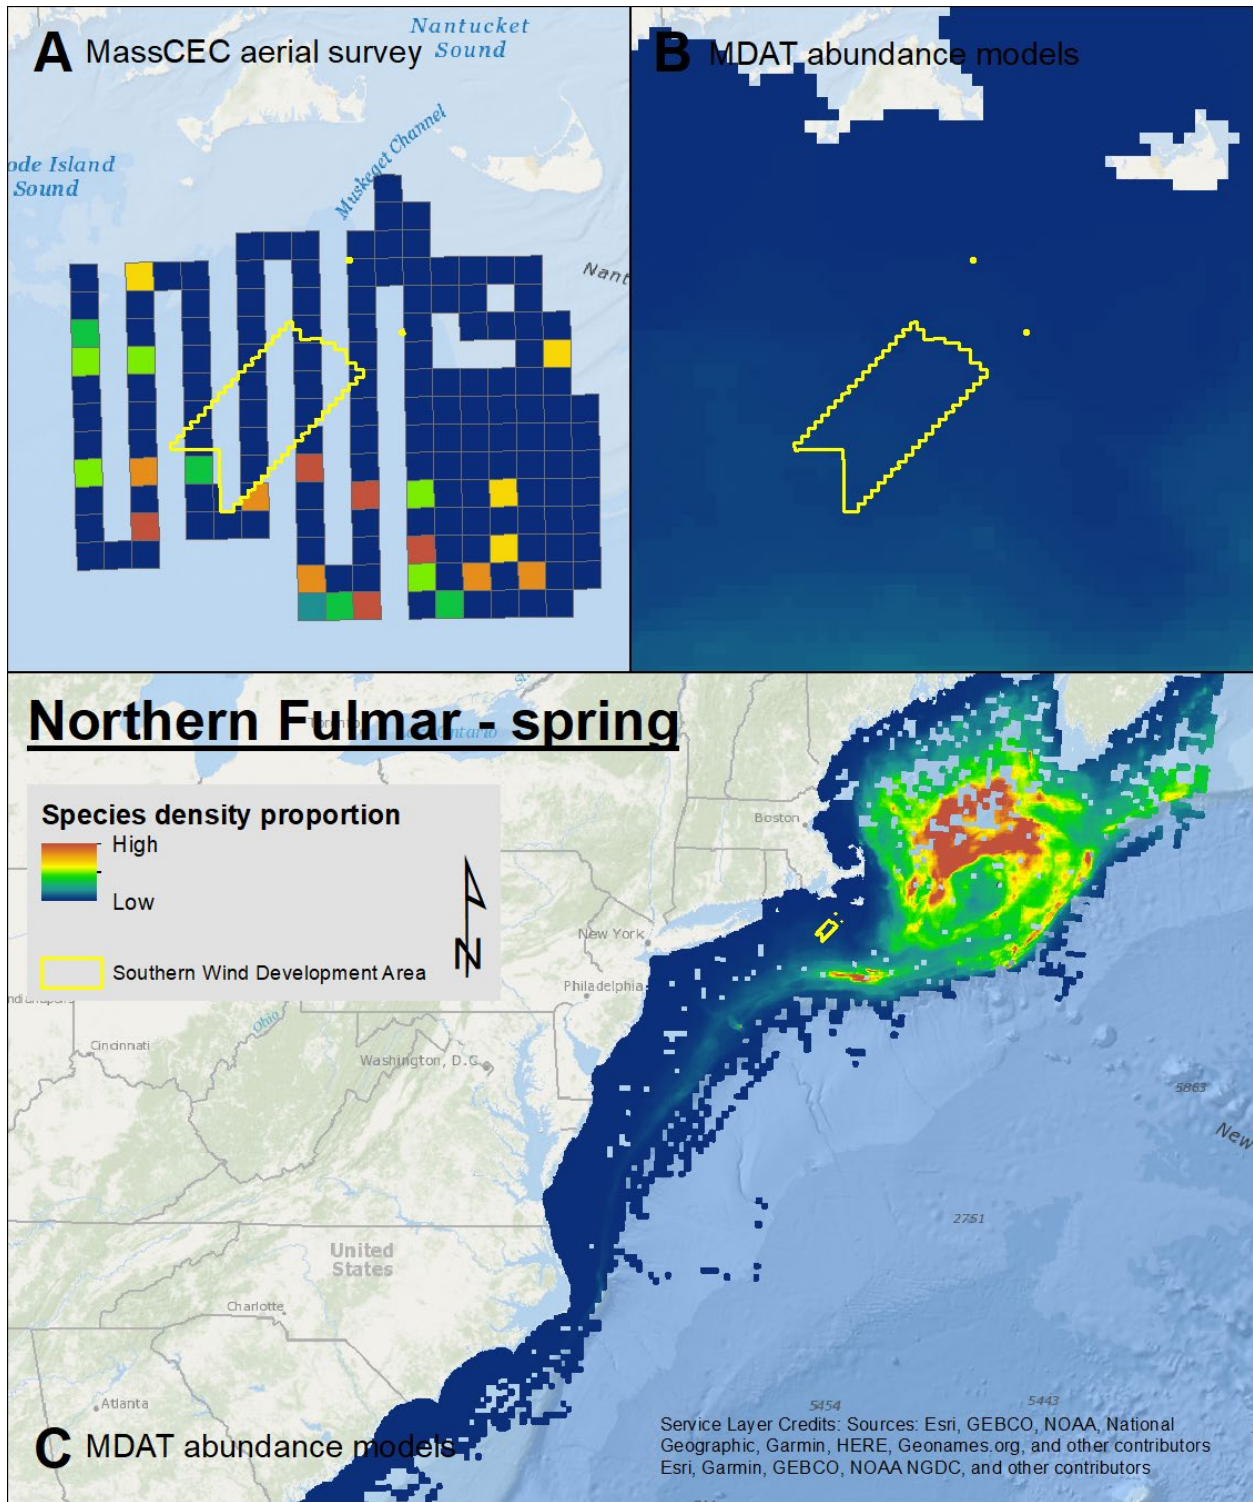 A MassCEC aerial survey
Nantucket
Sound
ode Island
Sound
Muskeget Channel
Nant
B MDAT abundance models
Northern Fulmar - spring
Toronto
Lake Ontario
Species density proportion
High
Low
Southern Wind Development Area
N
Boston
New York
Philadelphia
Ohio
Cincinnati
Washington, D.C.
5863
New
2751
United
States
Charlotte
Atlanta
5454
5443
C MDAT abundance models
Service Layer Credits: Sources: Esri, GEBCO, NOAA, National
Geographic, Garmin, HERE, Geonames.org, and other contributors
Esri, Garmin, GEBCO, NOAA NGDC, and other contributors